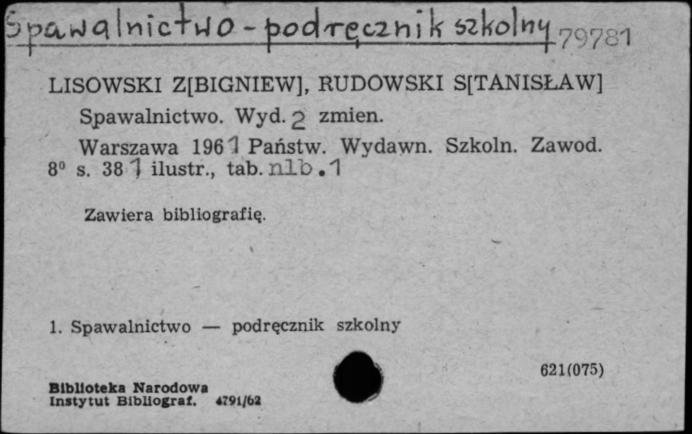 Spawalnictwo - podręcznik szkolny 79781
LISOWSKI Z[BIGNIEW], RUDOWSKI S[TANISŁAW]
Spawalnictwo. Wyd. 2 zmien.
Warszawa 1961 Państw. Wydawn. Szkoln. Zawod.
8⁰ s. 381 ilustr., tab. nlb.1
Zawiera bibliografię.
1. Spawalnictwo — podręcznik szkolny
621(075)
Biblioteka Narodowa
Instytut Bibliograf. 4791/62